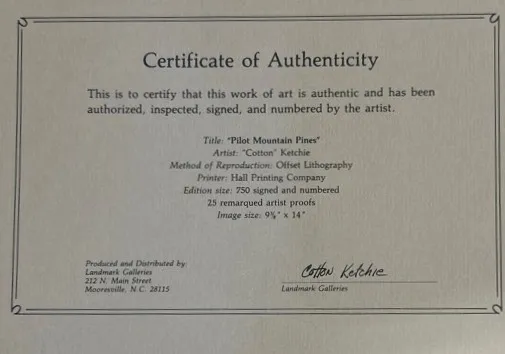 Certificate of Authenticity
This is to certify that this work of art is authentic and has been
authorized, inspected, signed, and numbered by the artist.
Title: "Pilot Mountain Pines"
Artist: "Cotton" Ketchie
Method of Reproduction: Offset Lithography
Printer: Hall Printing Company
Edition size: 750 signed and numbered
25 remarqued artist proofs
Image size: 9⅜" x 14"
Produced and Distributed by:
Landmark Galleries
212 N. Main Street
Mooresville, N.C. 28115
Cotton Ketchie
Landmark Galleries